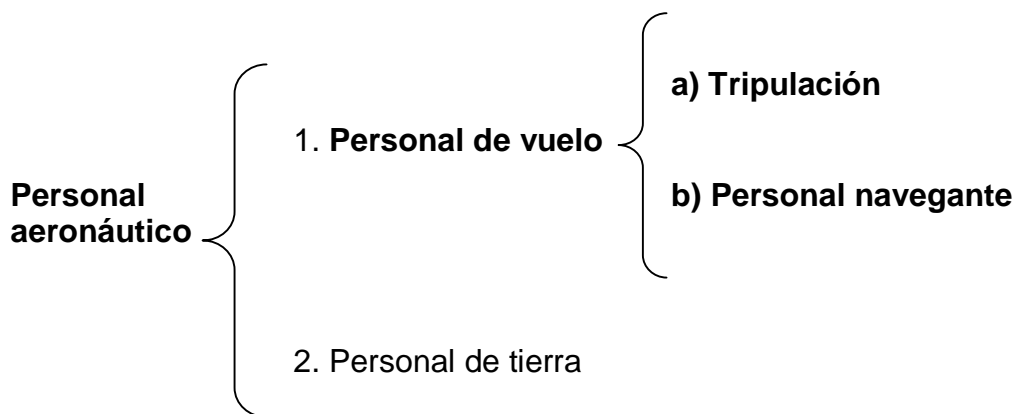 Personal
aeronáutico
1. Personal de vuelo
a) Tripulación
b) Personal navegante
2. Personal de tierra